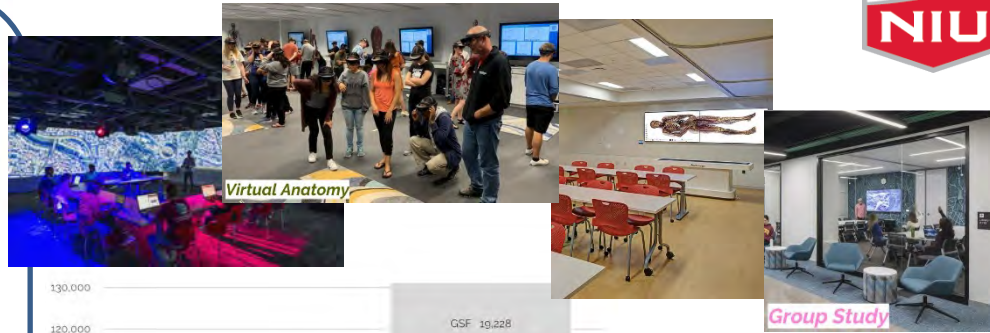 NIU
Virtual Anatomy
Group Study
130,000
GSF 19,228
120,000